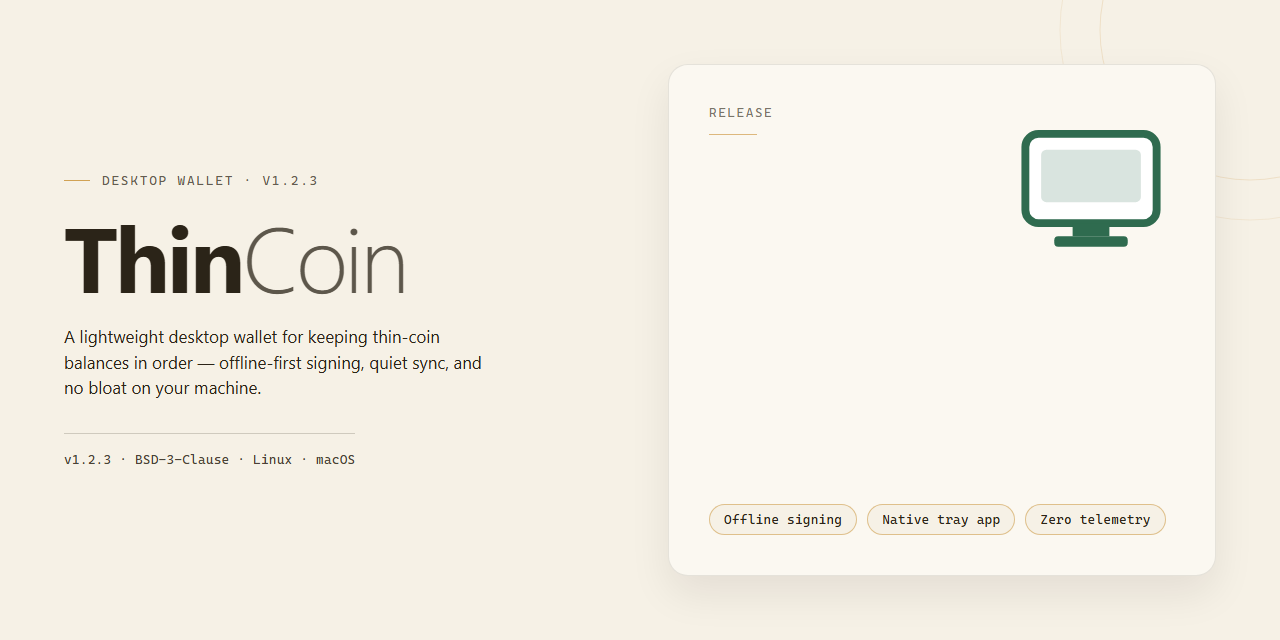 DESKTOP WALLET · V1.2.3
ThinCoin
A lightweight desktop wallet for keeping thin-coin
balances in order — offline-first signing, quiet sync, and
no bloat on your machine.
v1.2.3 · BSD-3-Clause · Linux · macOS
RELEASE
Offline signing
Native tray app
Zero telemetry